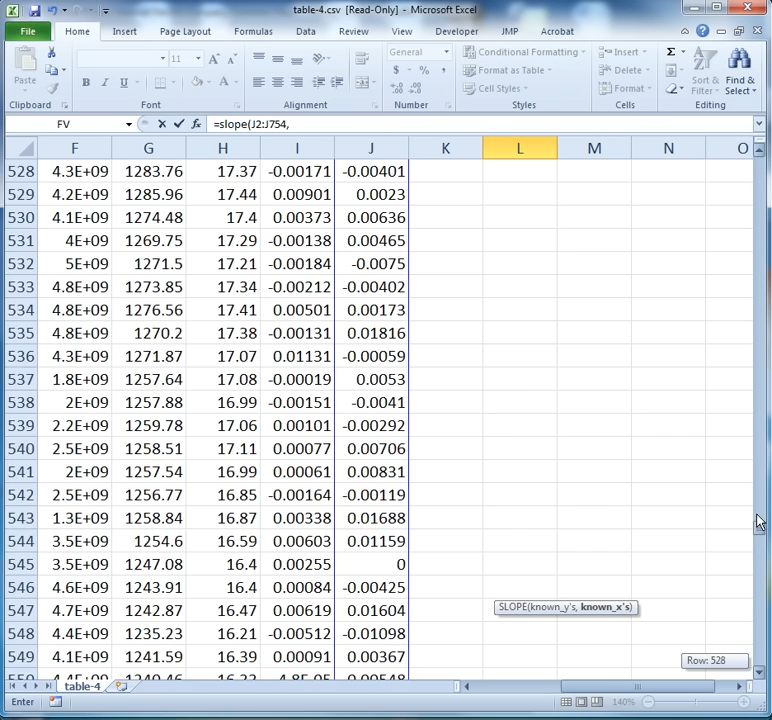 table-4.csv [Read-Only] - Microsoft Excel
File Home Insert Page Layout Formulas Data Review View Developer JMP Acrobat
Paste
11
General
Conditional Formatting
Format as Table
Cell Styles
Insert
Delete
Format
Sort & Filter
Find & Select
Clipboard Font Alignment Number Styles Cells Editing
FV fx =slope(J2:J754,
F G H I J K L M N O
528 4.3E+09 1283.76 17.37 -0.00171 -0.00401
529 4.2E+09 1285.96 17.44 0.00901 0.0023
530 4.1E+09 1274.48 17.4 0.00373 0.00636
531 4E+09 1269.75 17.29 -0.00138 0.00465
532 5E+09 1271.5 17.21 -0.00184 -0.0075
533 4.8E+09 1273.85 17.34 -0.00212 -0.00402
534 4.8E+09 1276.56 17.41 0.00501 0.00173
535 4.8E+09 1270.2 17.38 -0.00131 0.01816
536 4.3E+09 1271.87 17.07 0.01131 -0.00059
537 1.8E+09 1257.64 17.08 -0.00019 0.0053
538 2E+09 1257.88 16.99 -0.00151 -0.0041
539 2.2E+09 1259.78 17.06 0.00101 -0.00292
540 2.5E+09 1258.51 17.11 0.00077 0.00706
541 2E+09 1257.54 16.99 0.00061 0.00831
542 2.5E+09 1256.77 16.85 -0.00164 -0.00119
543 1.3E+09 1258.84 16.87 0.00338 0.01688
544 3.5E+09 1254.6 16.59 0.00603 0.01159
545 3.5E+09 1247.08 16.4 0.00255 0
546 4.6E+09 1243.91 16.4 0.00084 -0.00425
547 4.7E+09 1242.87 16.47 0.00619 0.01604
SLOPE(known_y's, known_x's)
548 4.4E+09 1235.23 16.21 -0.00512 -0.01098
549 4.1E+09 1241.59 16.39 0.00091 0.00367
Row: 528
table-4
Enter 140%